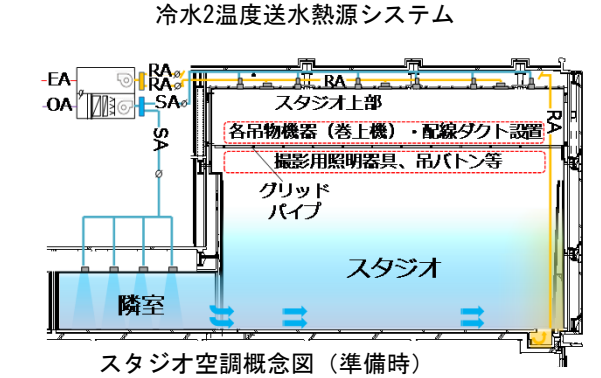 冷水2温度送水熱源システム
EA
RA
RA
RA
OA
SA
スタジオ上部
各吊物機器（巻上機）・配線ダクト設置
RA
SA
撮影用照明器具、吊バトン等
グリッド
パイプ
スタジオ
隣室
スタジオ空調概念図（準備時）